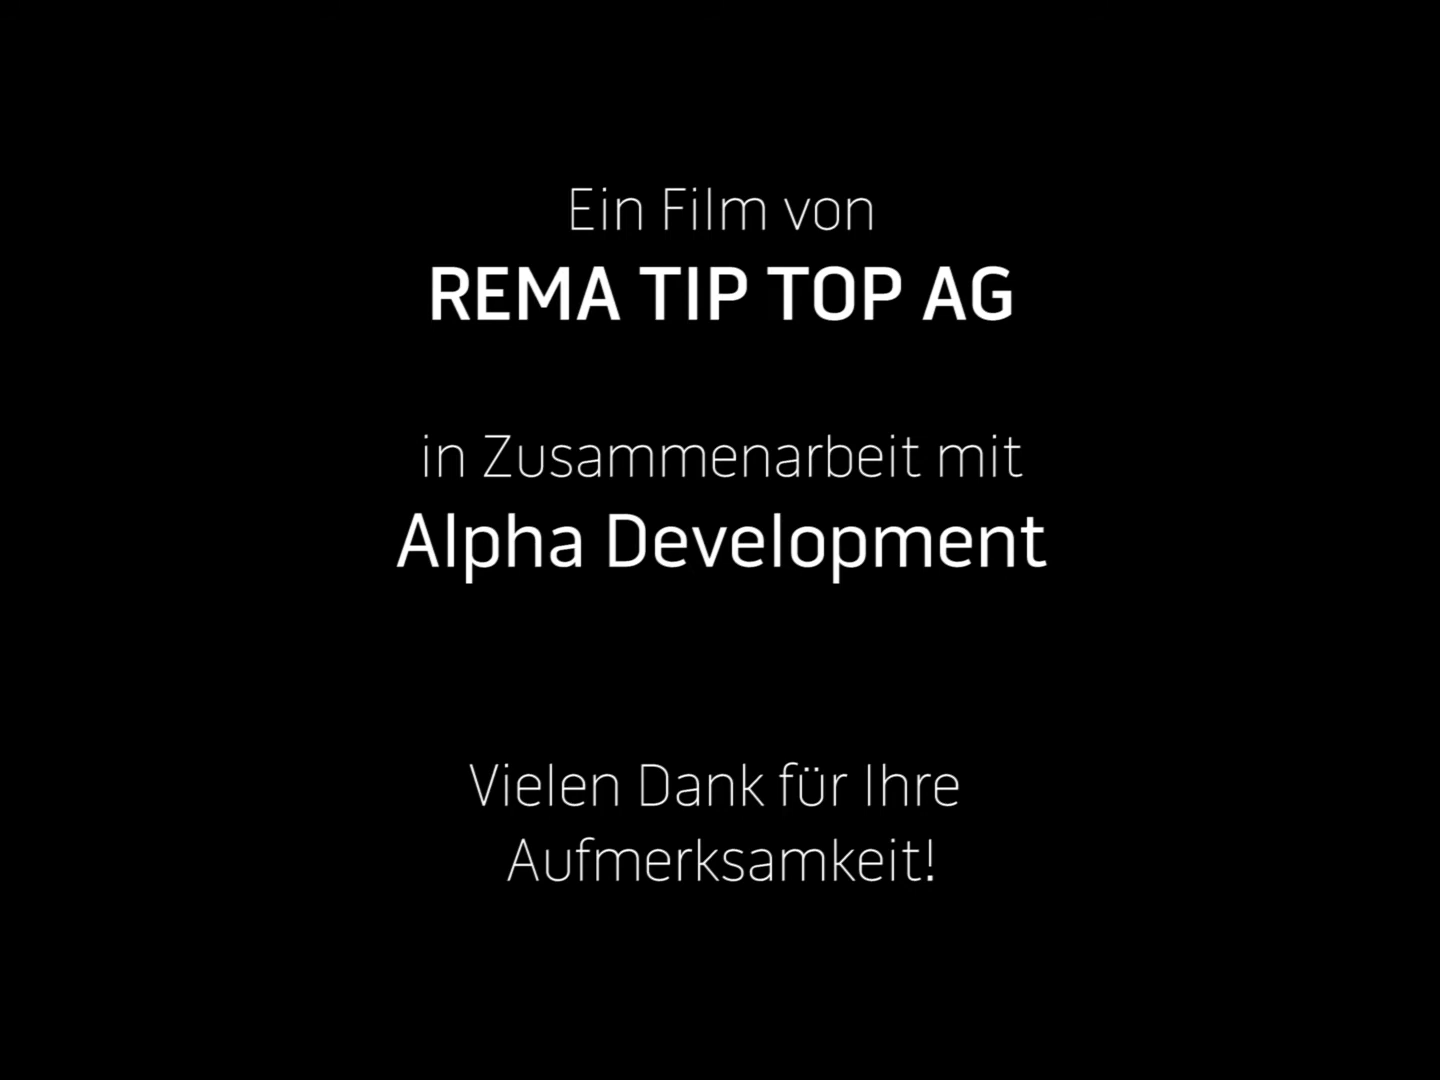 Ein Film von
REMA TIP TOP AG
in Zusammenarbeit mit
Alpha Development
Vielen Dank für Ihre
Aufmerksamkeit!